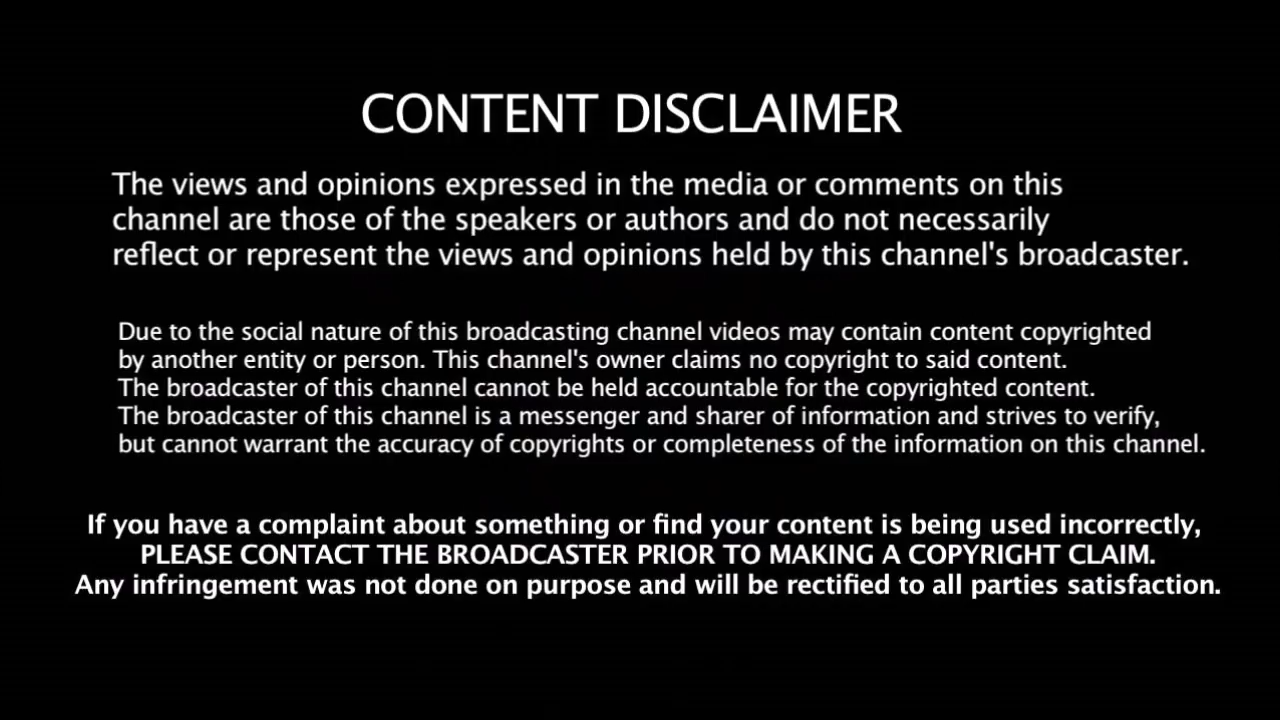 CONTENT DISCLAIMER
The views and opinions expressed in the media or comments on this
channel are those of the speakers or authors and do not necessarily
reflect or represent the views and opinions held by this channel's broadcaster.
Due to the social nature of this broadcasting channel videos may contain content copyrighted
by another entity or person. This channel's owner claims no copyright to said content.
The broadcaster of this channel cannot be held accountable for the copyrighted content.
The broadcaster of this channel is a messenger and sharer of information and strives to verify,
but cannot warrant the accuracy of copyrights or completeness of the information on this channel.
If you have a complaint about something or find your content is being used incorrectly,
PLEASE CONTACT THE BROADCASTER PRIOR TO MAKING A COPYRIGHT CLAIM.
Any infringement was not done on purpose and will be rectified to all parties satisfaction.